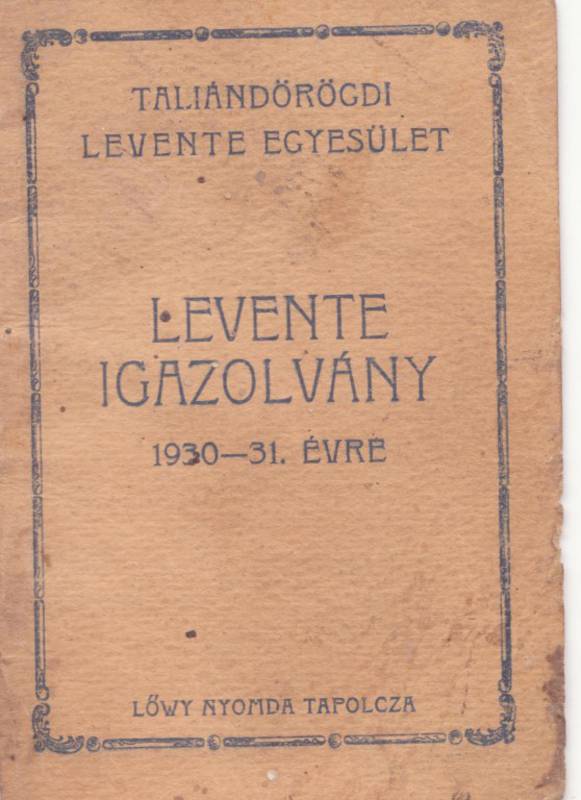 TALIÁNDÖRÖGDI
LEVENTE EGYESÜLET
LEVENTE
IGAZOLVÁNY
1930—31. ÉVRE
LŐWY NYOMDA TAPOLCZA